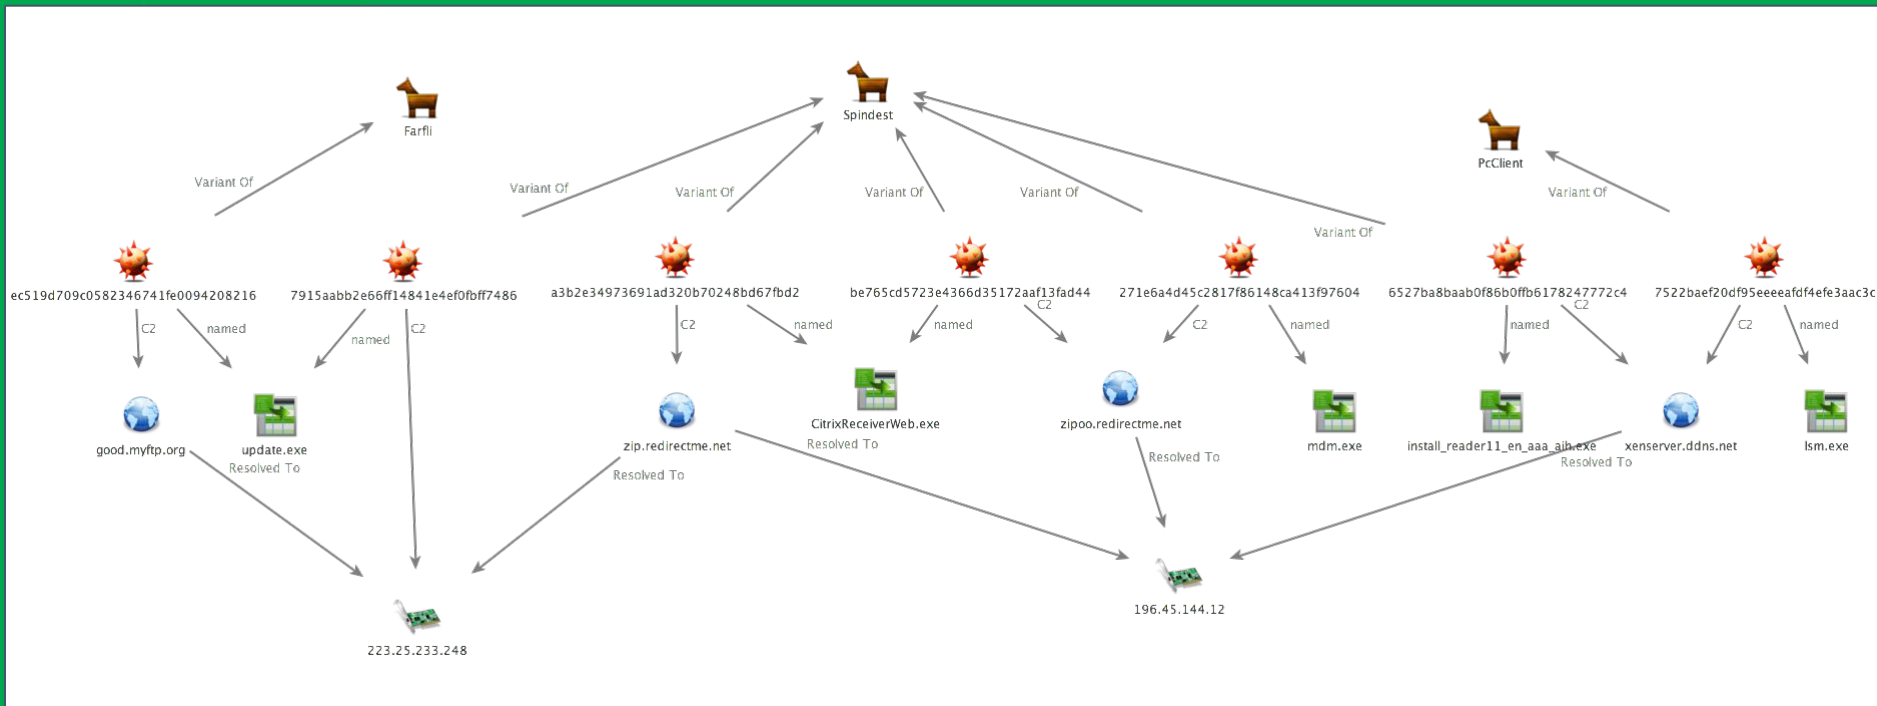 Farfli
Spindest
PcClient
Variant Of
Variant Of
Variant Of
Variant Of
Variant Of
Variant Of
Variant Of
ec519d709c0582346741fe0094208216
7915aabb2e66ff14841e4ef0fbff7486
a3b2e34973691ad320b70248bd67fbd2
be765cd5723e4366d35172aaf13fad44
271e6a4d45c2817f86148ca413f97604
6527ba8baab0f86b0ffb6178247772c4
7522baef20df95eeeeafdf4efe3aac3c
C2
named
named
C2
C2
named
named
C2
C2
named
named
C2
C2
named
good.myftp.org
update.exe
zip.redirectme.net
CitrixReceiverWeb.exe
zipoo.redirectme.net
mdm.exe
install_reader11_en_aaa_aih.exe
xenserver.ddns.net
lsm.exe
Resolved To
Resolved To
Resolved To
Resolved To
Resolved To
223.25.233.248
196.45.144.12